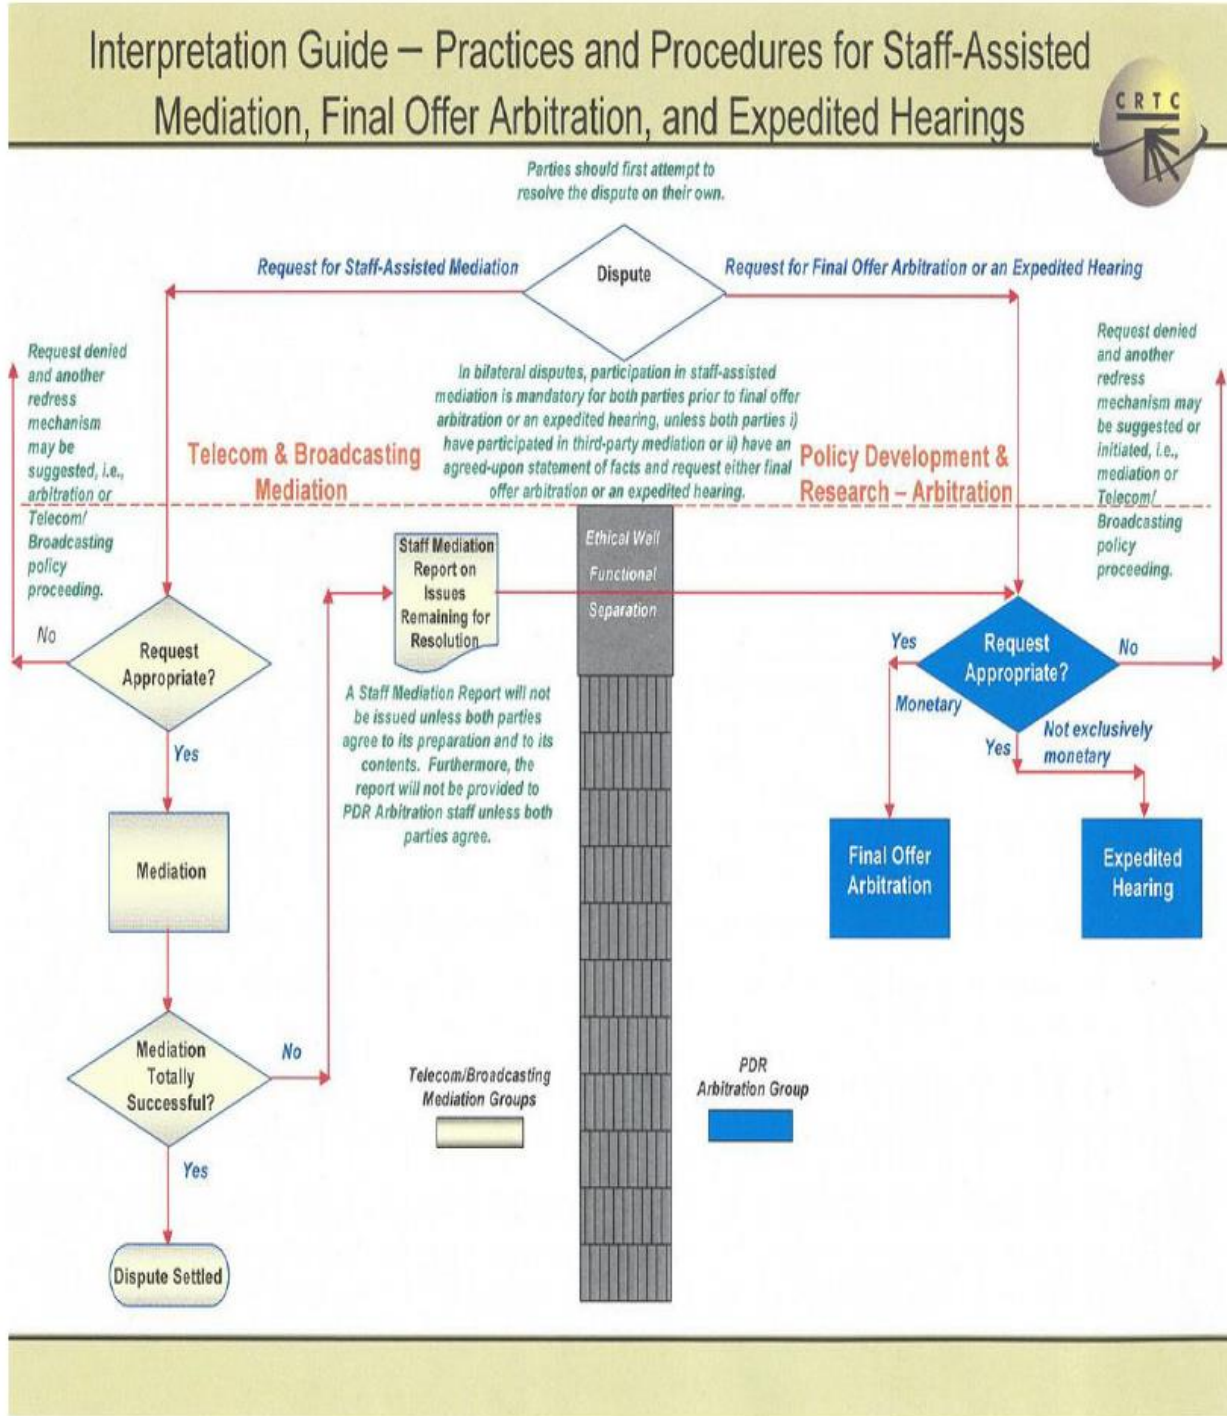 Interpretation Guide – Practices and Procedures for Staff-Assisted
Mediation, Final Offer Arbitration, and Expedited Hearings
CRTC
Parties should first attempt to
resolve the dispute on their own.
Request for Staff-Assisted Mediation
Dispute
Request for Final Offer Arbitration or an Expedited Hearing
Request denied
and another
redress
mechanism
may be
suggested, i.e.,
arbitration or
Telecom/
Broadcasting
policy
proceeding.
In bilateral disputes, participation in staff-assisted
mediation is mandatory for both parties prior to final offer
arbitration or an expedited hearing, unless both parties i)
have participated in third-party mediation or ii) have an
agreed-upon statement of facts and request either final
offer arbitration or an expedited hearing.
Request denied
and another
redress
mechanism may
be suggested or
initiated, i.e.,
mediation or
Telecom/
Broadcasting
policy
proceeding.
Telecom & Broadcasting
Mediation
Policy Development &
Research – Arbitration
Staff Mediation
Report on
Issues
Remaining for
Resolution
Ethical Wall
Functional
Separation
No
Request
Appropriate?
Yes
Yes
Request
Appropriate?
No
Monetary
Yes
Not exclusively
monetary
A Staff Mediation Report will not
be issued unless both parties
agree to its preparation and to its
contents. Furthermore, the
report will not be provided to
PDR Arbitration staff unless both
parties agree.
Mediation
Final Offer
Arbitration
Expedited
Hearing
Mediation
Totally
Successful?
No
Yes
Telecom/Broadcasting
Mediation Groups
PDR
Arbitration Group
Dispute Settled